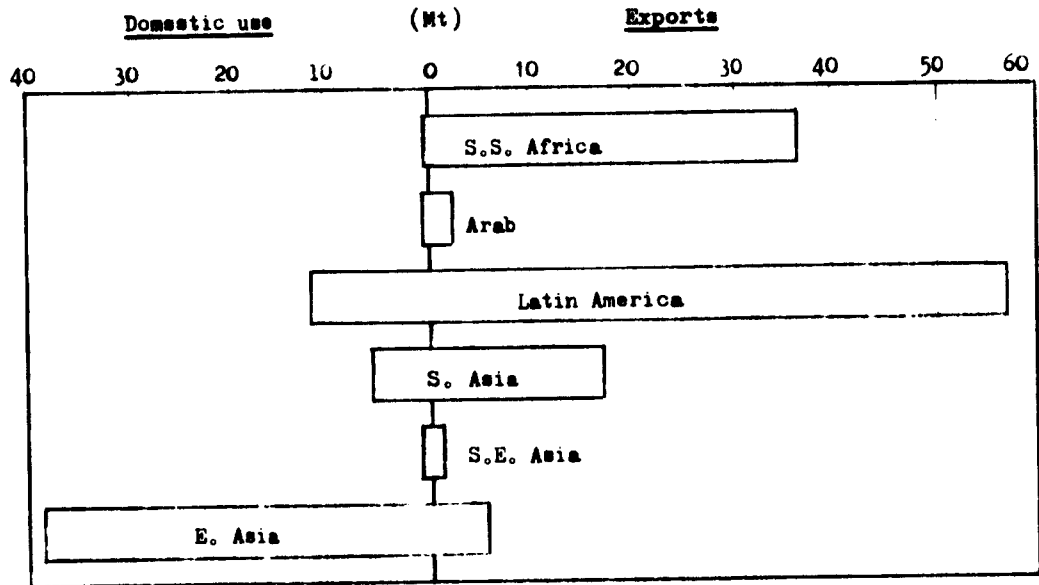 Domestic use (Mt) Exports
40 30 20 10 0 10 20 30 40 50 60
S.S. Africa
Arab
Latin America
S. Asia
S.E. Asia
E. Asia